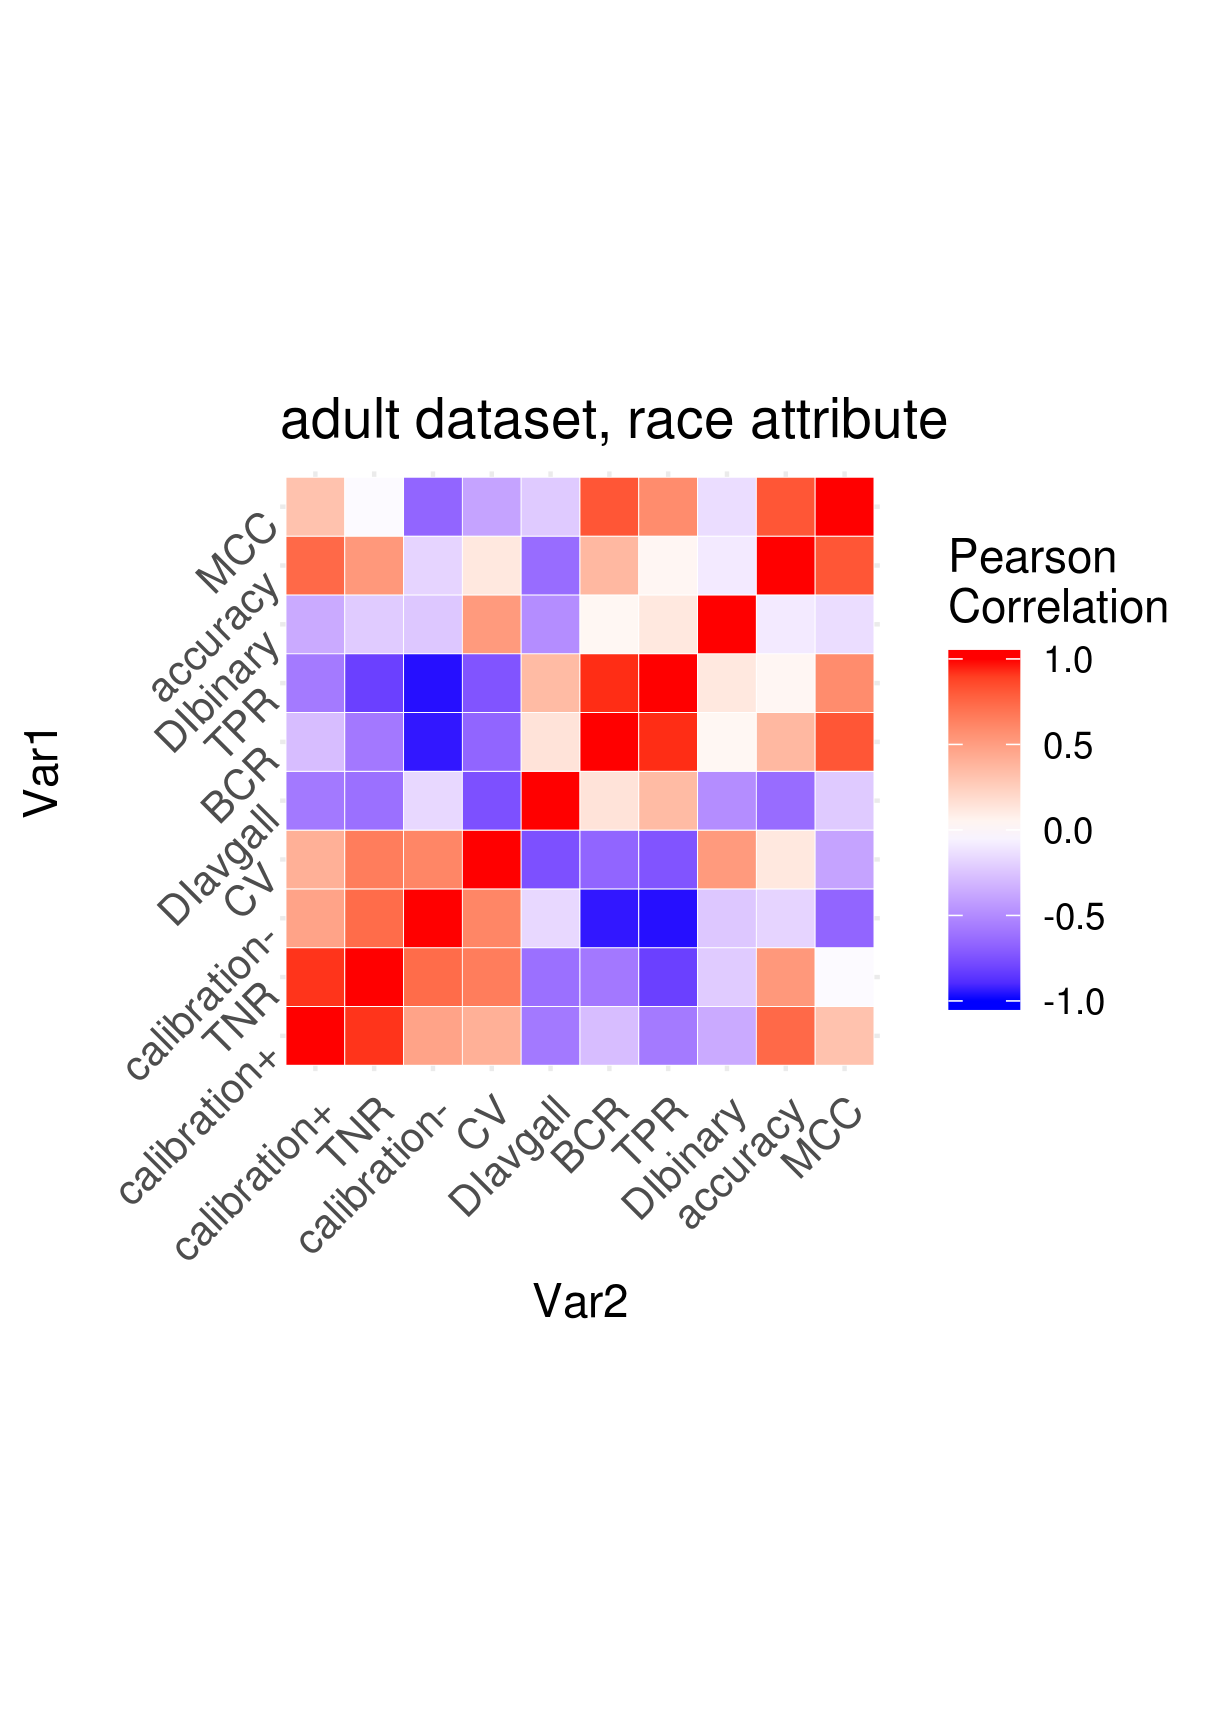 adult dataset, race attribute
MCC
accuracy
DIbinary
TPR
BCR
DIavgall
CV
calibration-
TNR
calibration+
Var1
calibration+
TNR
calibration-
CV
DIavgall
BCR
TPR
DIbinary
accuracy
MCC
Var2
Pearson
Correlation
1.0
0.5
0.0
-0.5
-1.0